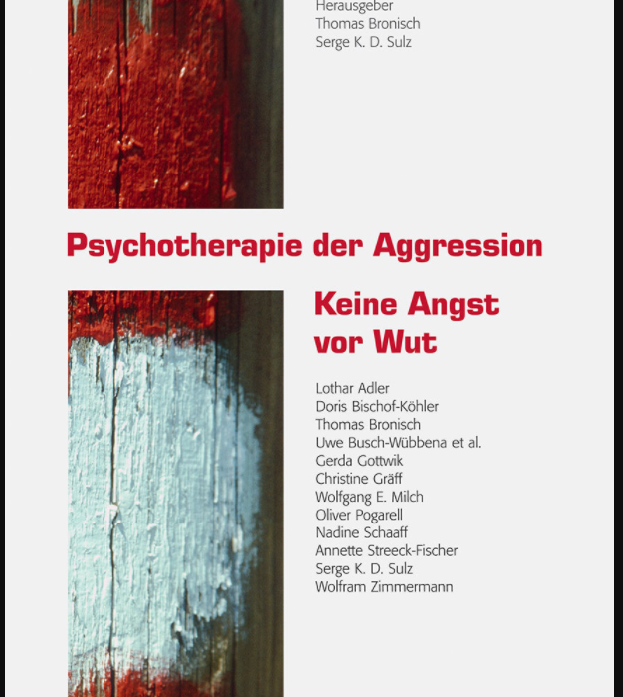 Herausgeber
Thomas Bronisch
Serge K. D. Sulz
Psychotherapie der Aggression
Keine Angst
vor Wut
Lothar Adler
Doris Bischof-Köhler
Thomas Bronisch
Uwe Busch-Wübbena et al.
Gerda Gottwik
Christine Gräff
Wolfgang E. Milch
Oliver Pogarell
Nadine Schaaff
Annette Streeck-Fischer
Serge K. D. Sulz
Wolfram Zimmermann